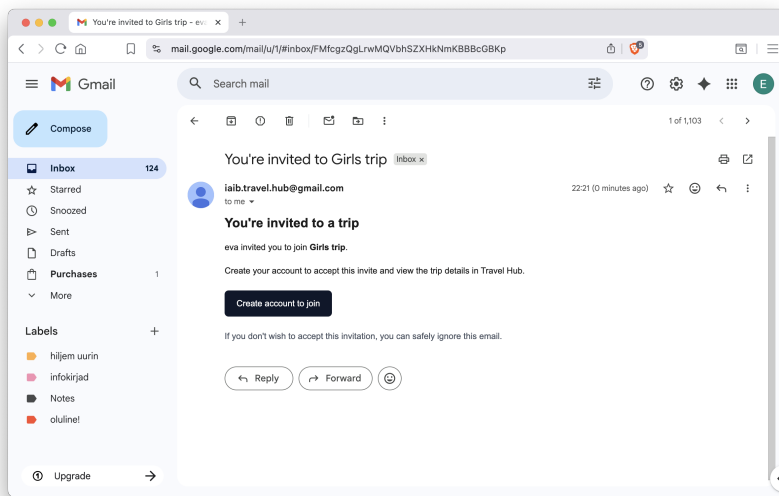 You're invited to Girls trip - eva
mail.google.com/mail/u/1/#inbox/FMfcgzQgLrwMQVbhSZXHkNmKBBBcGBKp
Gmail
Search mail
E
Compose
1 of 1,103
Inbox 124
Starred
Snoozed
Sent
Drafts
Purchases 1
More
Labels
hiljem uurin
infokirjad
Notes
oluline!
Upgrade
You're invited to Girls trip Inbox x
iaib.travel.hub@gmail.com 22:21 (0 minutes ago)
to me
You're invited to a trip
eva invited you to join Girls trip.
Create your account to accept this invite and view the trip details in Travel Hub.
Create account to join
If you don't wish to accept this invitation, you can safely ignore this email.
Reply Forward